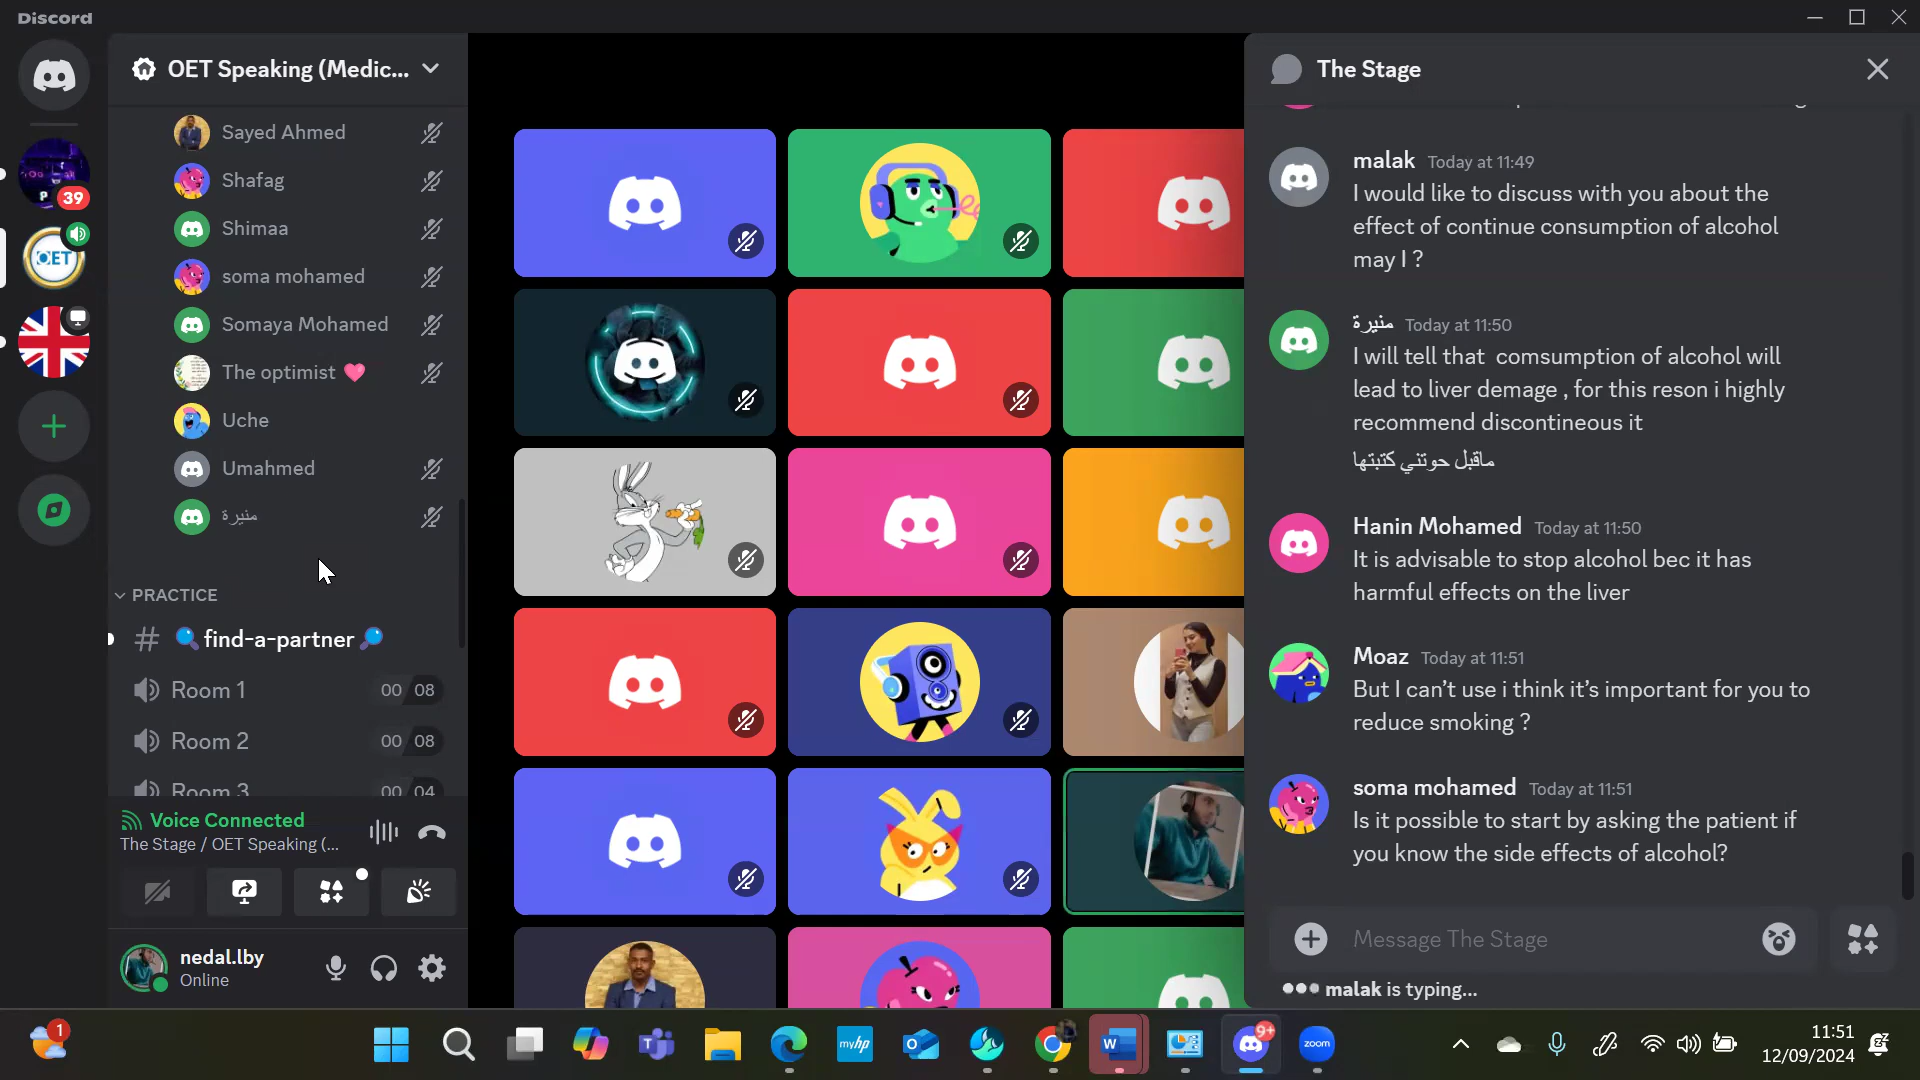 Discord
OET Speaking (Medic...
Sayed Ahmed
Shafag
Shimaa
soma mohamed
Somaya Mohamed
The optimist 🩷
Uche
Umahmed
منيرة
PRACTICE
🔍find-a-partner🔎
Room 1
00 08
Room 2
00 08
Room 3
00 04
Voice Connected
The Stage / OET Speaking (...
nedal.lby
Online
39
OET
The Stage
malak Today at 11:49
I would like to discuss with you about the
effect of continue consumption of alcohol
may I ?
منيرة Today at 11:50
I will tell that comsumption of alcohol will
lead to liver demage , for this reson i highly
recommend discontineous it
ماقبل حوتني كتبتها
Hanin Mohamed Today at 11:50
It is advisable to stop alcohol bec it has
harmful effects on the liver
Moaz Today at 11:51
But I can’t use i think it’s important for you to
reduce smoking ?
soma mohamed Today at 11:51
Is it possible to start by asking the patient if
you know the side effects of alcohol?
Message The Stage
malak is typing...
1
myhp
W
9+
zoom
11:51
12/09/2024